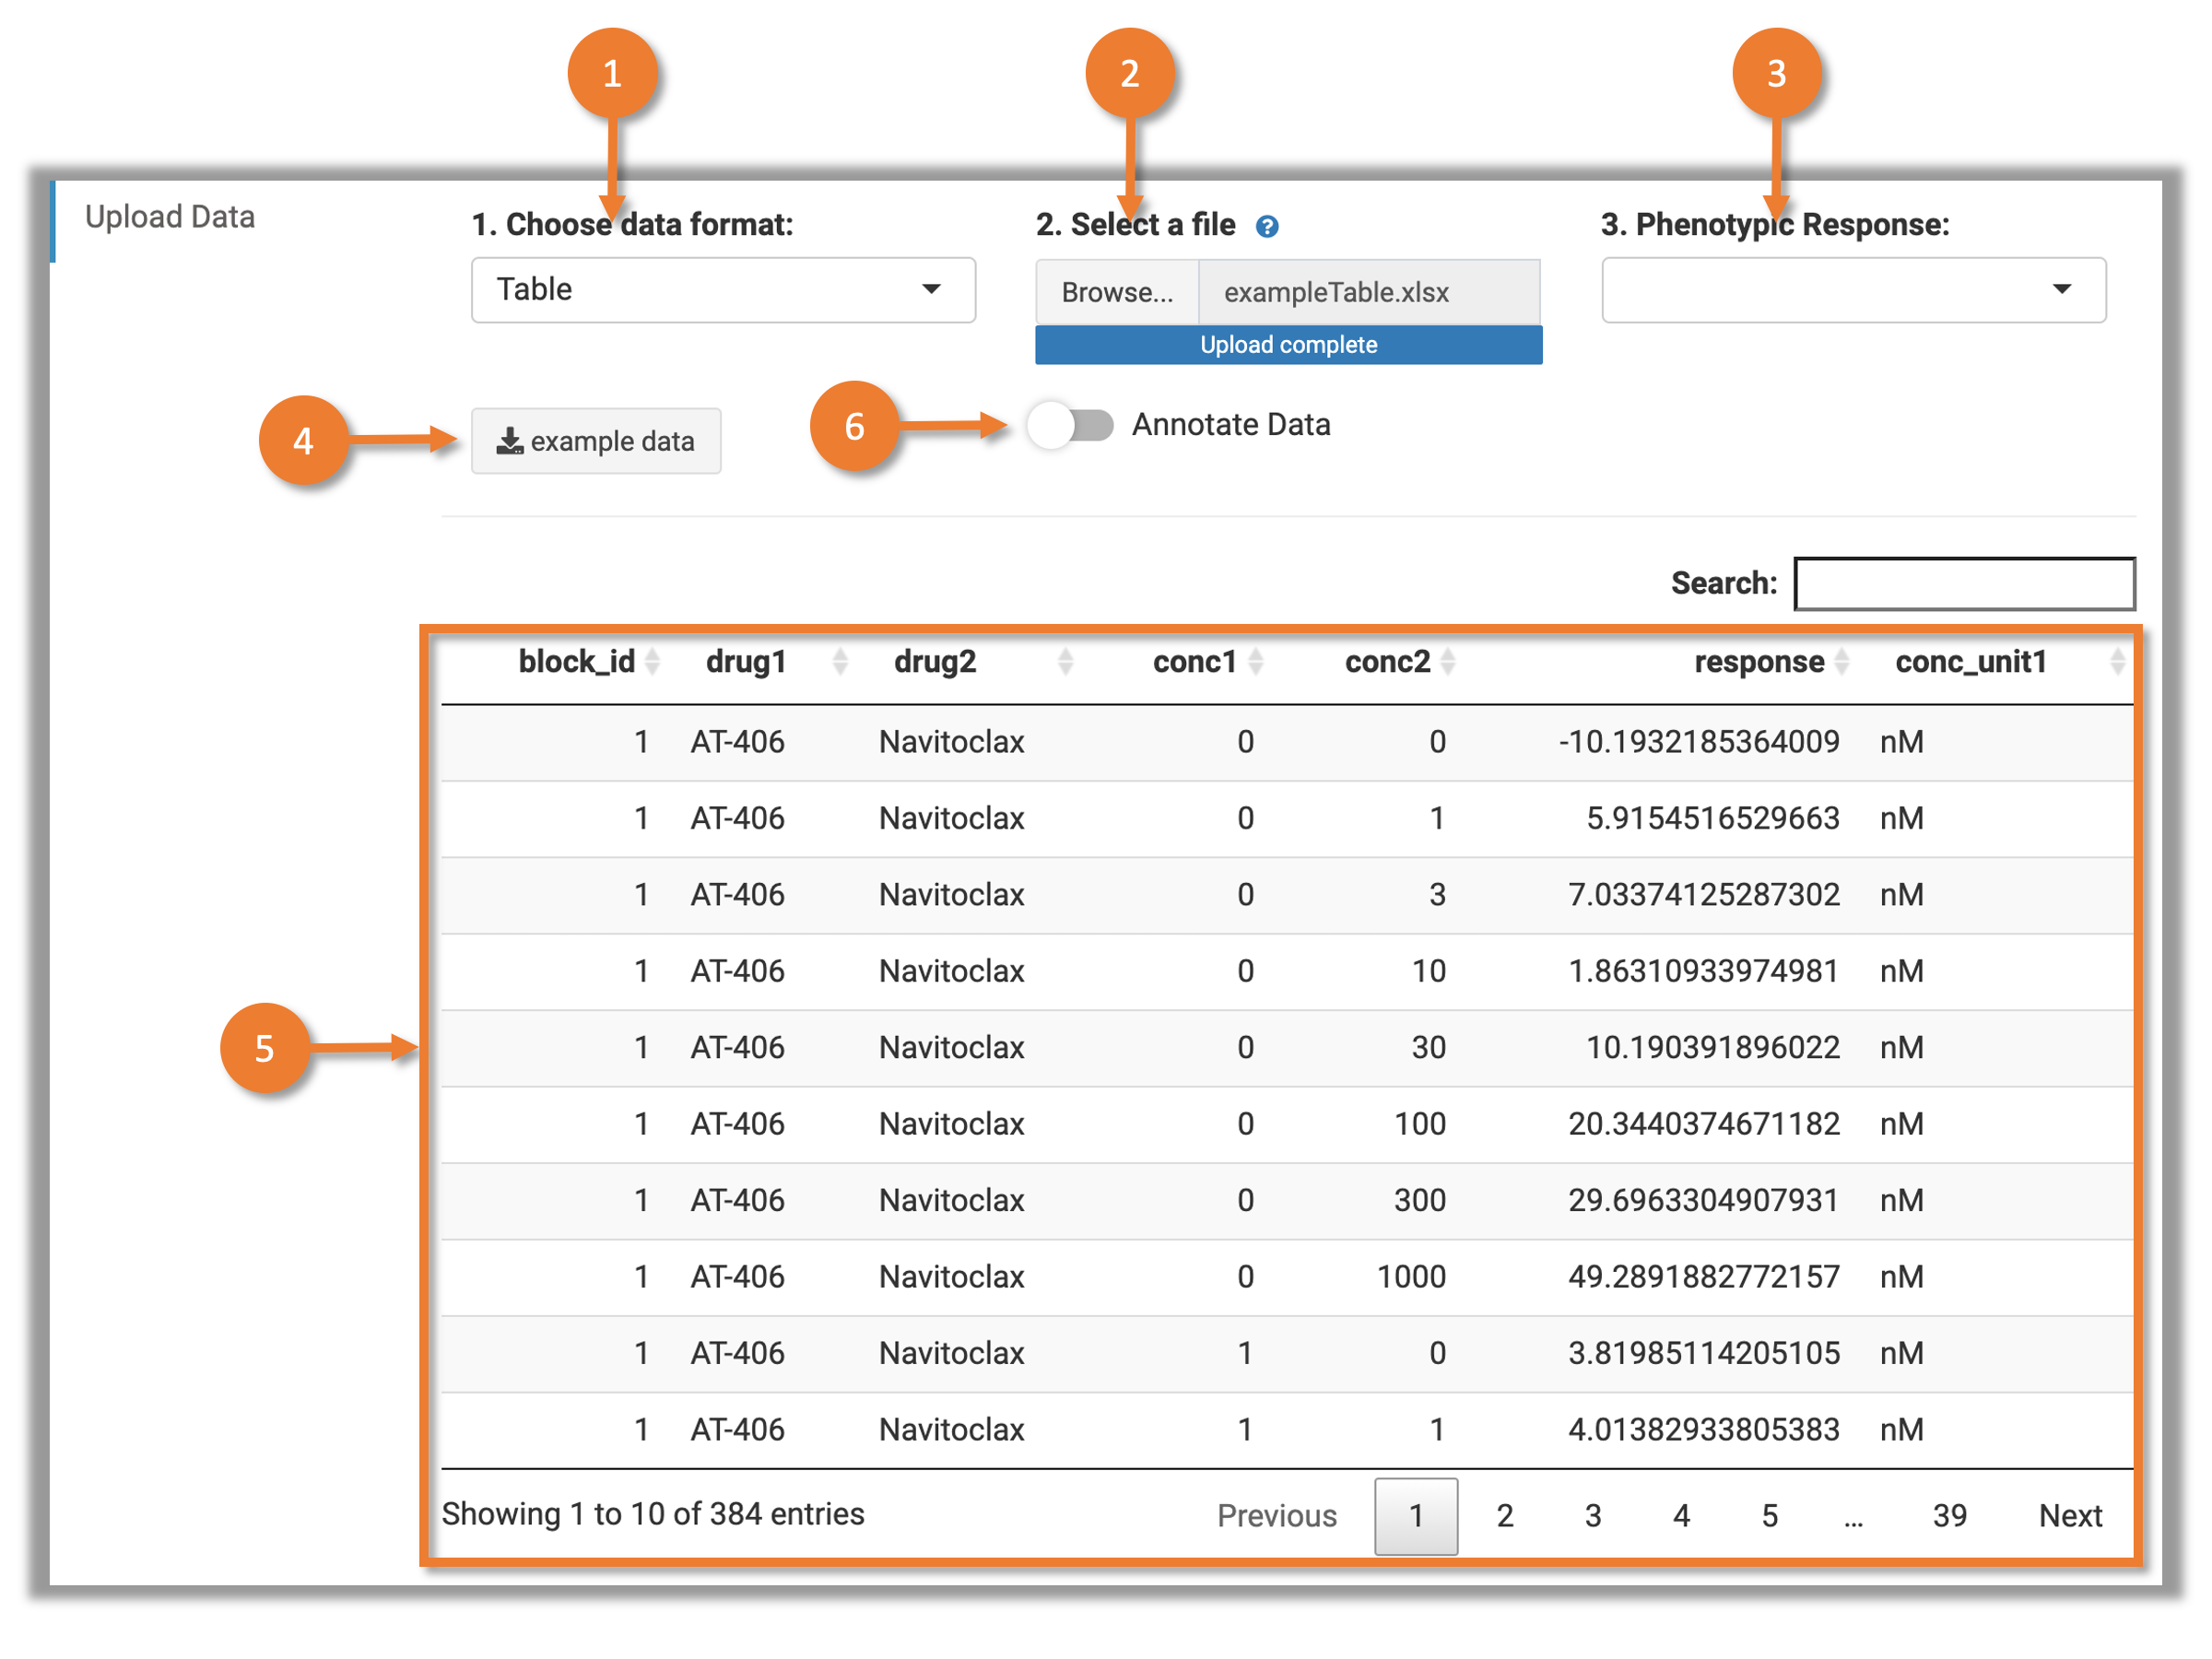 1 2 3
Upload Data
1. Choose data format: 2. Select a file ? 3. Phenotypic Response:
Table Browse... exampleTable.xlsx
Upload complete
4 example data 6 Annotate Data
Search:
block_id drug1 drug2 conc1 conc2 response conc_unit1
1 AT-406 Navitoclax 0 0 -10.1932185364009 nM
1 AT-406 Navitoclax 0 1 5.9154516529663 nM
1 AT-406 Navitoclax 0 3 7.03374125287302 nM
1 AT-406 Navitoclax 0 10 1.86310933974981 nM
5 1 AT-406 Navitoclax 0 30 10.190391896022 nM
1 AT-406 Navitoclax 0 100 20.3440374671182 nM
1 AT-406 Navitoclax 0 300 29.6963304907931 nM
1 AT-406 Navitoclax 0 1000 49.2891882772157 nM
1 AT-406 Navitoclax 1 0 3.81985114205105 nM
1 AT-406 Navitoclax 1 1 4.01382933805383 nM
Showing 1 to 10 of 384 entries Previous 1 2 3 4 5 … 39 Next